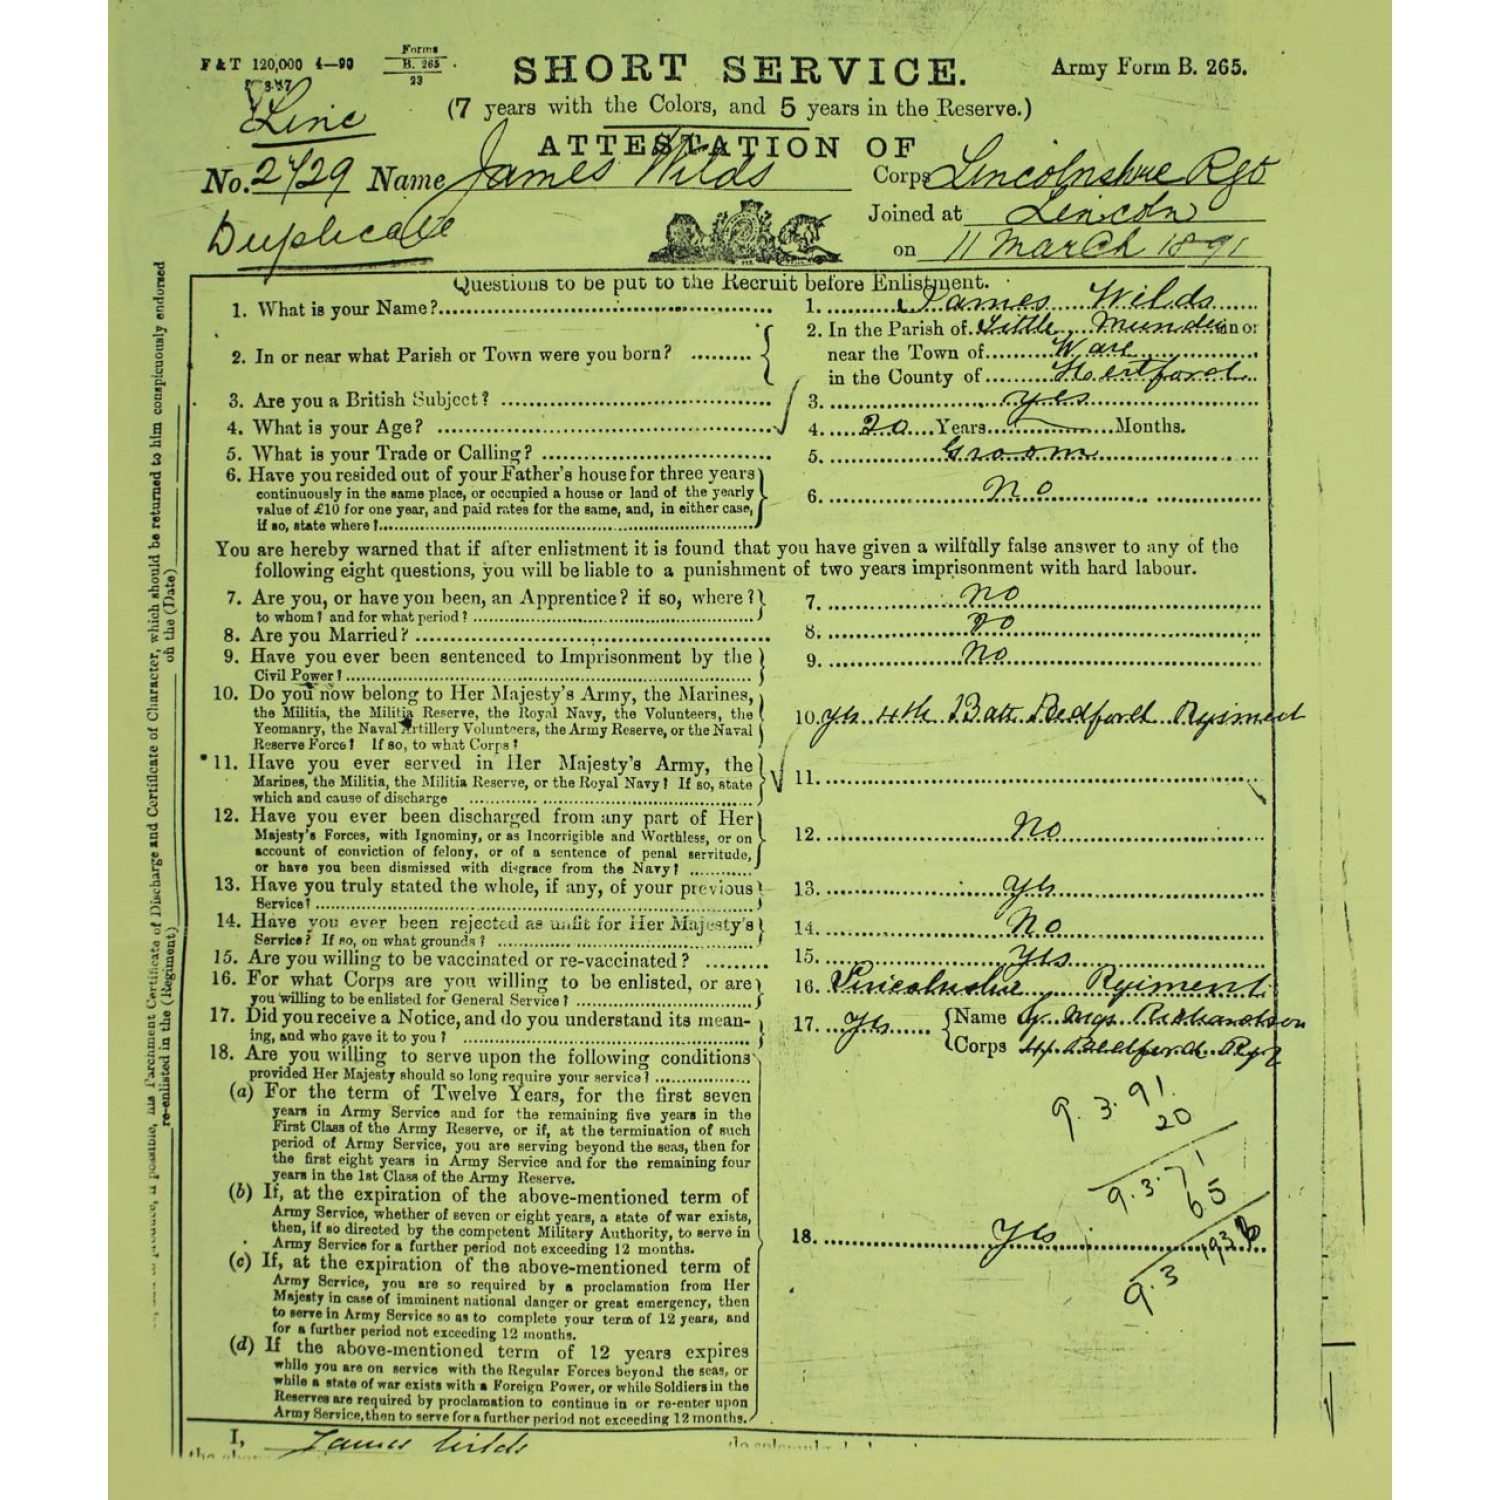 F & T 120,000 4—90
Forms
B. 265
23
SHORT SERVICE.
Army Form B. 265.
(7 years with the Colors, and 5 years in the Reserve.)
Line
ATTESTATION OF
No. 2729 Name James Wilds Corps Lincolnshire Rgt
Duplicate
Joined at Lincoln
on 11 March 1891
Questions to be put to the Recruit before Enlistment.
1. What is your Name? 1. James Wilds
2. In or near what Parish or Town were you born? 2. In the Parish of Little Munden in or
near the Town of Ware
in the County of Hertford
3. Are you a British Subject? 3. Yes
4. What is your Age? 4. 20 Years Months.
5. What is your Trade or Calling? 5. Groom
6. Have you resided out of your Father's house for three years
continuously in the same place, or occupied a house or land of the yearly
value of £10 for one year, and paid rates for the same, and, in either case,
if so, state where? 6. No
You are hereby warned that if after enlistment it is found that you have given a wilfully false answer to any of the
following eight questions, you will be liable to a punishment of two years imprisonment with hard labour.
7. Are you, or have you been, an Apprentice? if so, where? 7. No
to whom? and for what period?
8. Are you Married? 8. No
9. Have you ever been sentenced to Imprisonment by the 9. No
Civil Power?
10. Do you now belong to Her Majesty's Army, the Marines,
the Militia, the Militia Reserve, the Royal Navy, the Volunteers, the 10. Yes 4th Batt Bedford Regiment
Yeomanry, the Naval Artillery Volunteers, the Army Reserve, or the Naval
Reserve Force? If so, to what Corps?
* 11. Have you ever served in Her Majesty's Army, the
Marines, the Militia, the Militia Reserve, or the Royal Navy? If so, state 11.
which and cause of discharge
12. Have you ever been discharged from any part of Her
Majesty's Forces, with Ignominy, or as Incorrigible and Worthless, or on 12. No
account of conviction of felony, or of a sentence of penal servitude,
or have you been dismissed with disgrace from the Navy?
13. Have you truly stated the whole, if any, of your previous 13. Yes
Service?
14. Have you ever been rejected as unfit for Her Majesty's 14. No
Service? If so, on what grounds?
15. Are you willing to be vaccinated or re-vaccinated? 15. Yes
16. For what Corps are you willing to be enlisted, or are 16. Lincolnshire Regiment
you willing to be enlisted for General Service?
17. Did you receive a Notice, and do you understand its mean- 17. Yes Name Richardson
ing, and who gave it to you? Corps 4 Bedford Regt
18. Are you willing to serve upon the following conditions
provided Her Majesty should so long require your service?
(a) For the term of Twelve Years, for the first seven
years in Army Service and for the remaining five years in the
First Class of the Army Reserve, or if, at the termination of such
period of Army Service, you are serving beyond the seas, then for
the first eight years in Army Service and for the remaining four
years in the 1st Class of the Army Reserve.
(b) If, at the expiration of the above-mentioned term of
Army Service, whether of seven or eight years, a state of war exists,
then, if so directed by the competent Military Authority, to serve in
Army Service for a further period not exceeding 12 months.
(c) If, at the expiration of the above-mentioned term of
Army Service, you are so required by a proclamation from Her
Majesty in case of imminent national danger or great emergency, then
to serve in Army Service so as to complete your term of 12 years, and
for a further period not exceeding 12 months.
(d) If the above-mentioned term of 12 years expires
while you are on service with the Regular Forces beyond the seas, or
while a state of war exists with a Foreign Power, or while Soldiers in the
Reserves are required by proclamation to continue in or re-enter upon
Army Service, then to serve for a further period not exceeding 12 months.
18. Yes
9. 3. 91
20
9. 3. 71
65
9. 3
I, James Wilds
Parchment Certificate of Discharge and Certificate of Character, which should be returned to him conspicuously endorsed
re-enlisted in the (Regiment) on the (Date)